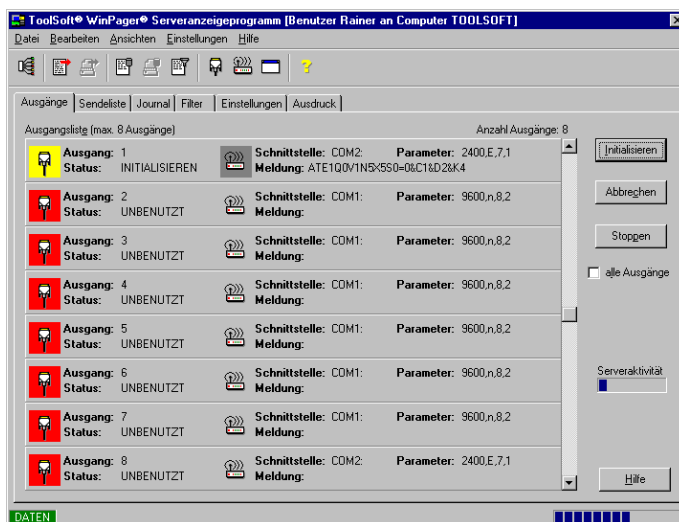 ToolSoft® WinPager® Serveranzeigeprogramm [Benutzer Rainer an Computer TOOLSOFT]
Datei Bearbeiten Ansichten Einstellungen Hilfe
Ausgänge Sendeliste Journal Filter Einstellungen Ausdruck
Ausgangsliste (max. 8 Ausgänge) Anzahl Ausgänge: 8
Ausgang: 1 Schnittstelle: COM2: Parameter: 2400,E,7,1
Status: INITIALISIEREN Meldung: ATE1Q0V1N5X5S0=0&C1&D2&K4
Ausgang: 2 Schnittstelle: COM1: Parameter: 9600,n,8,2
Status: UNBENUTZT Meldung:
Ausgang: 3 Schnittstelle: COM1: Parameter: 9600,n,8,2
Status: UNBENUTZT Meldung:
Ausgang: 4 Schnittstelle: COM1: Parameter: 9600,n,8,2
Status: UNBENUTZT Meldung:
Ausgang: 5 Schnittstelle: COM1: Parameter: 9600,n,8,2
Status: UNBENUTZT Meldung:
Ausgang: 6 Schnittstelle: COM1: Parameter: 9600,n,8,2
Status: UNBENUTZT Meldung:
Ausgang: 7 Schnittstelle: COM1: Parameter: 9600,n,8,2
Status: UNBENUTZT Meldung:
Ausgang: 8 Schnittstelle: COM2: Parameter: 2400,E,7,1
Status: UNBENUTZT Meldung:
Initialisieren
Abbrechen
Stoppen
alle Ausgänge
Serveraktivität
Hilfe
DATEN